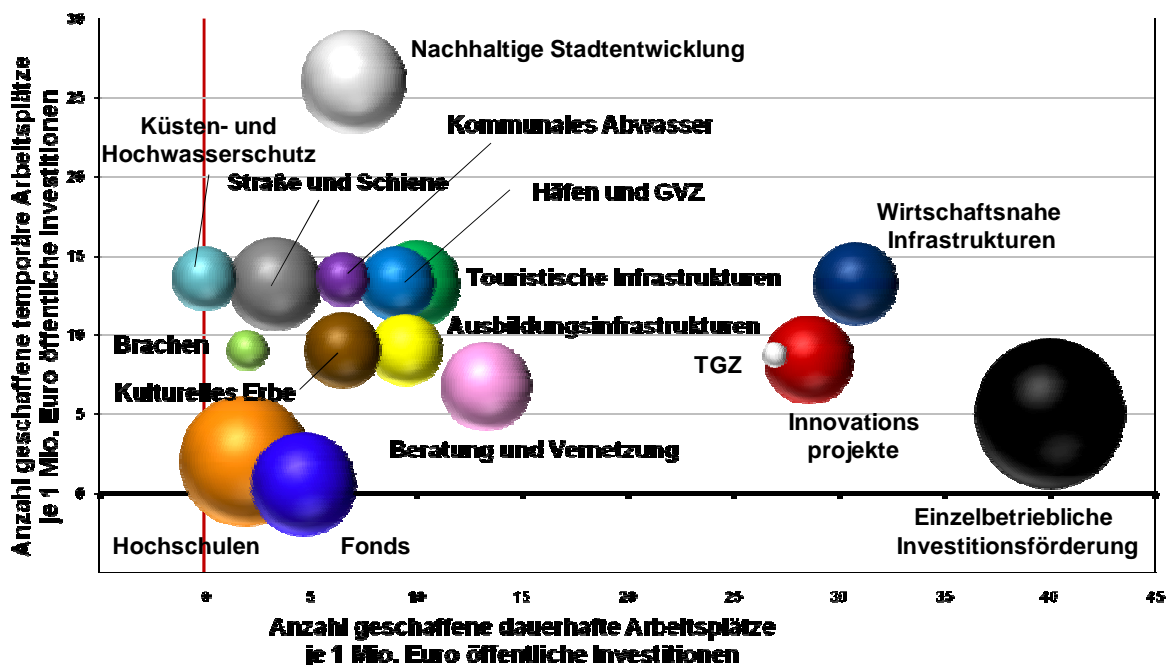 Anzahl geschaffene temporäre Arbeitsplätze
je 1 Mio. Euro öffentliche Investitionen
30
25
20
15
10
5
0
Nachhaltige Stadtentwicklung
Küsten- und
Hochwasserschutz
Kommunales Abwasser
Straße und Schiene
Häfen und GVZ
Wirtschaftsnahe
Infrastrukturen
Touristische Infrastrukturen
Ausbildungsinfrastrukturen
Brachen
TGZ
Kulturelles Erbe
Innovations
projekte
Beratung und Vernetzung
Hochschulen
Fonds
Einzelbetriebliche
Investitionsförderung
0 5 10 15 20 25 30 35 40 45
Anzahl geschaffene dauerhafte Arbeitsplätze
je 1 Mio. Euro öffentliche Investitionen